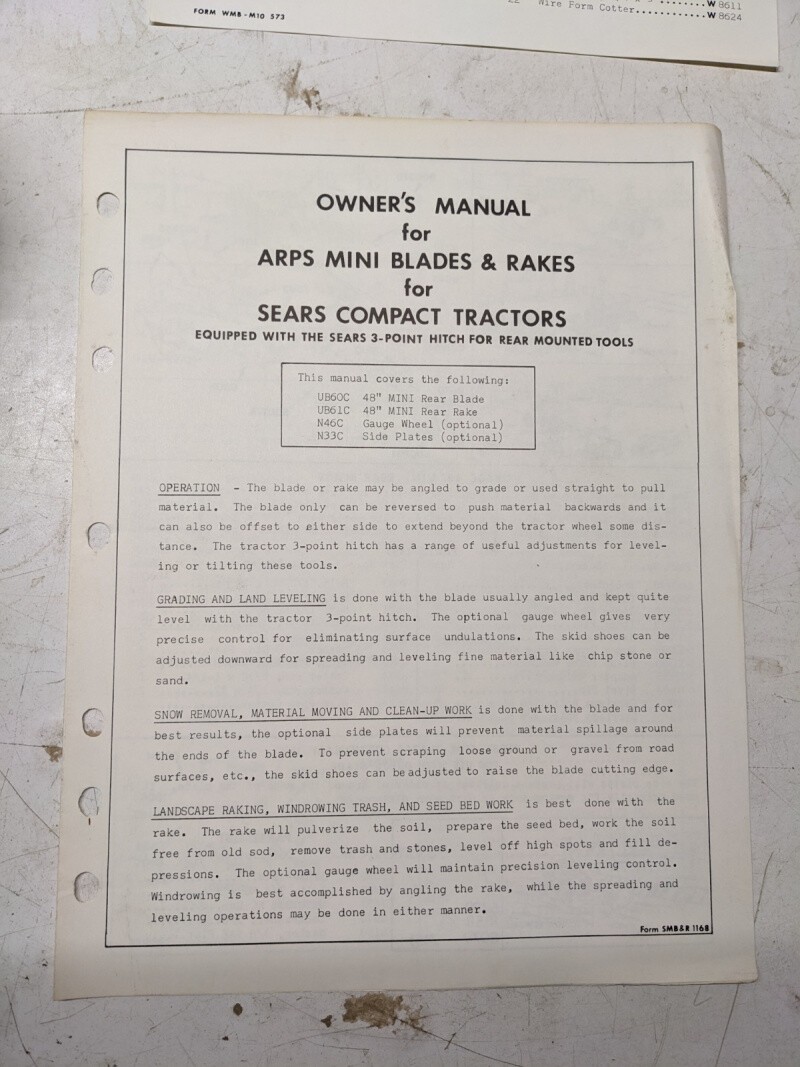 W 8611
22 Wire Form Cotter............W 8624
FORM WMB - M10 573
OWNER'S MANUAL
for
ARPS MINI BLADES & RAKES
for
SEARS COMPACT TRACTORS
EQUIPPED WITH THE SEARS 3-POINT HITCH FOR REAR MOUNTED TOOLS
This manual covers the following:
UB60C 48" MINI Rear Blade
UB61C 48" MINI Rear Rake
N46C Gauge Wheel (optional)
N33C Side Plates (optional)
OPERATION - The blade or rake may be angled to grade or used straight to pull
material. The blade only can be reversed to push material backwards and it
can also be offset to either side to extend beyond the tractor wheel some dis-
tance. The tractor 3-point hitch has a range of useful adjustments for level-
ing or tilting these tools.
GRADING AND LAND LEVELING is done with the blade usually angled and kept quite
level with the tractor 3-point hitch. The optional gauge wheel gives very
precise control for eliminating surface undulations. The skid shoes can be
adjusted downward for spreading and leveling fine material like chip stone or
sand.
SNOW REMOVAL, MATERIAL MOVING AND CLEAN-UP WORK is done with the blade and for
best results, the optional side plates will prevent material spillage around
the ends of the blade. To prevent scraping loose ground or gravel from road
surfaces, etc., the skid shoes can be adjusted to raise the blade cutting edge.
LANDSCAPE RAKING, WINDROWING TRASH, AND SEED BED WORK is best done with the
rake. The rake will pulverize the soil, prepare the seed bed, work the soil
free from old sod, remove trash and stones, level off high spots and fill de-
pressions. The optional gauge wheel will maintain precision leveling control.
Windrowing is best accomplished by angling the rake, while the spreading and
leveling operations may be done in either manner.
Form SMB&R 1168